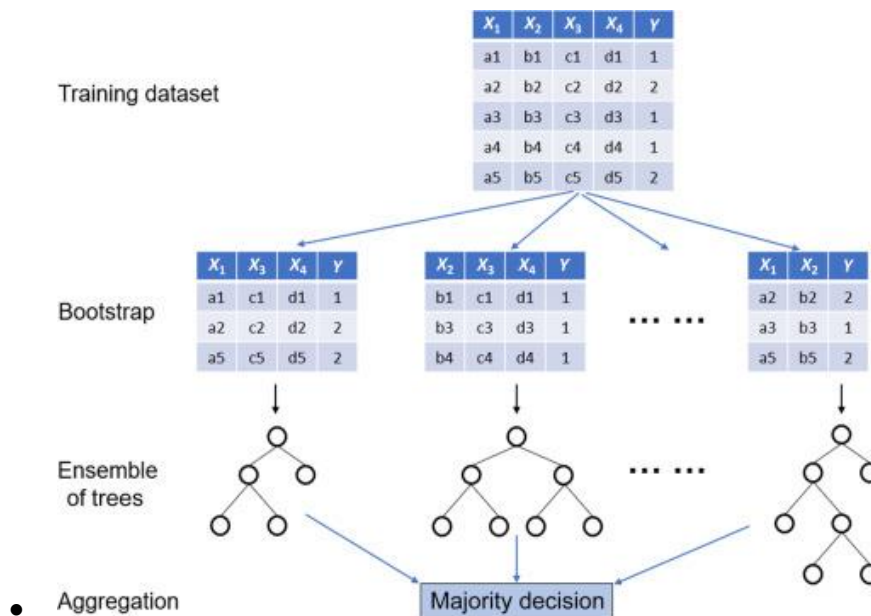 X₁ X₂ X₃ X₄ Y
a1 b1 c1 d1 1
Training dataset
a2 b2 c2 d2 2
a3 b3 c3 d3 1
a4 b4 c4 d4 1
a5 b5 c5 d5 2
X₁ X₃ X₄ Y
a1 c1 d1 1
a2 c2 d2 2
a5 c5 d5 2
X₂ X₃ X₄ Y
b1 c1 d1 1
b3 c3 d3 1
b4 c4 d4 1
X₁ X₂ Y
a2 b2 2
a3 b3 1
a5 b5 2
Bootstrap
... ...
Ensemble
of trees
... ...
Aggregation
Majority decision